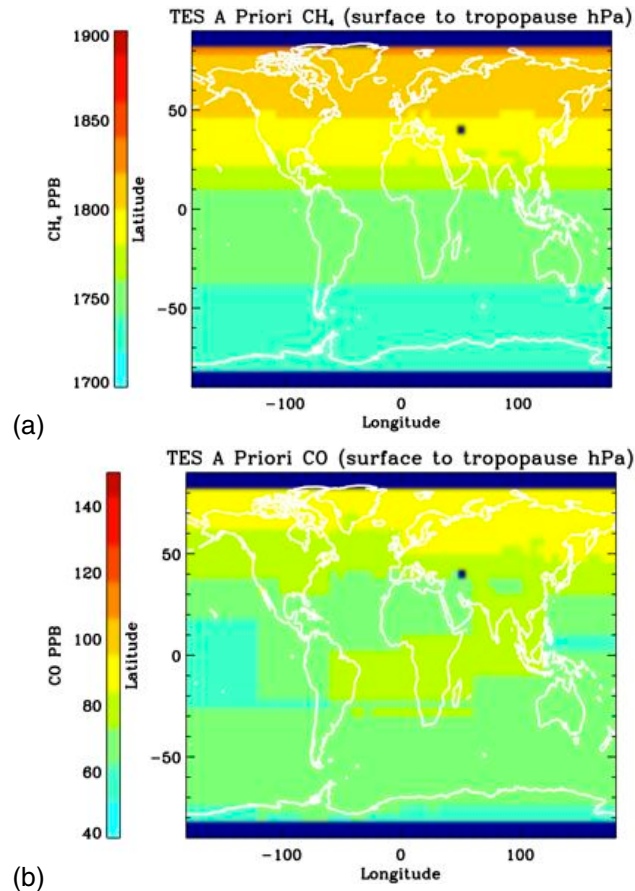 TES A Priori CH₄ (surface to tropopause hPa)
1900
1850
1800
1750
1700
CH₄ PPB
Latitude
50
0
−50
−100
0
100
Longitude
(a)
TES A Priori CO (surface to tropopause hPa)
140
120
100
80
60
40
CO PPB
Latitude
50
0
−50
−100
0
100
Longitude
(b)